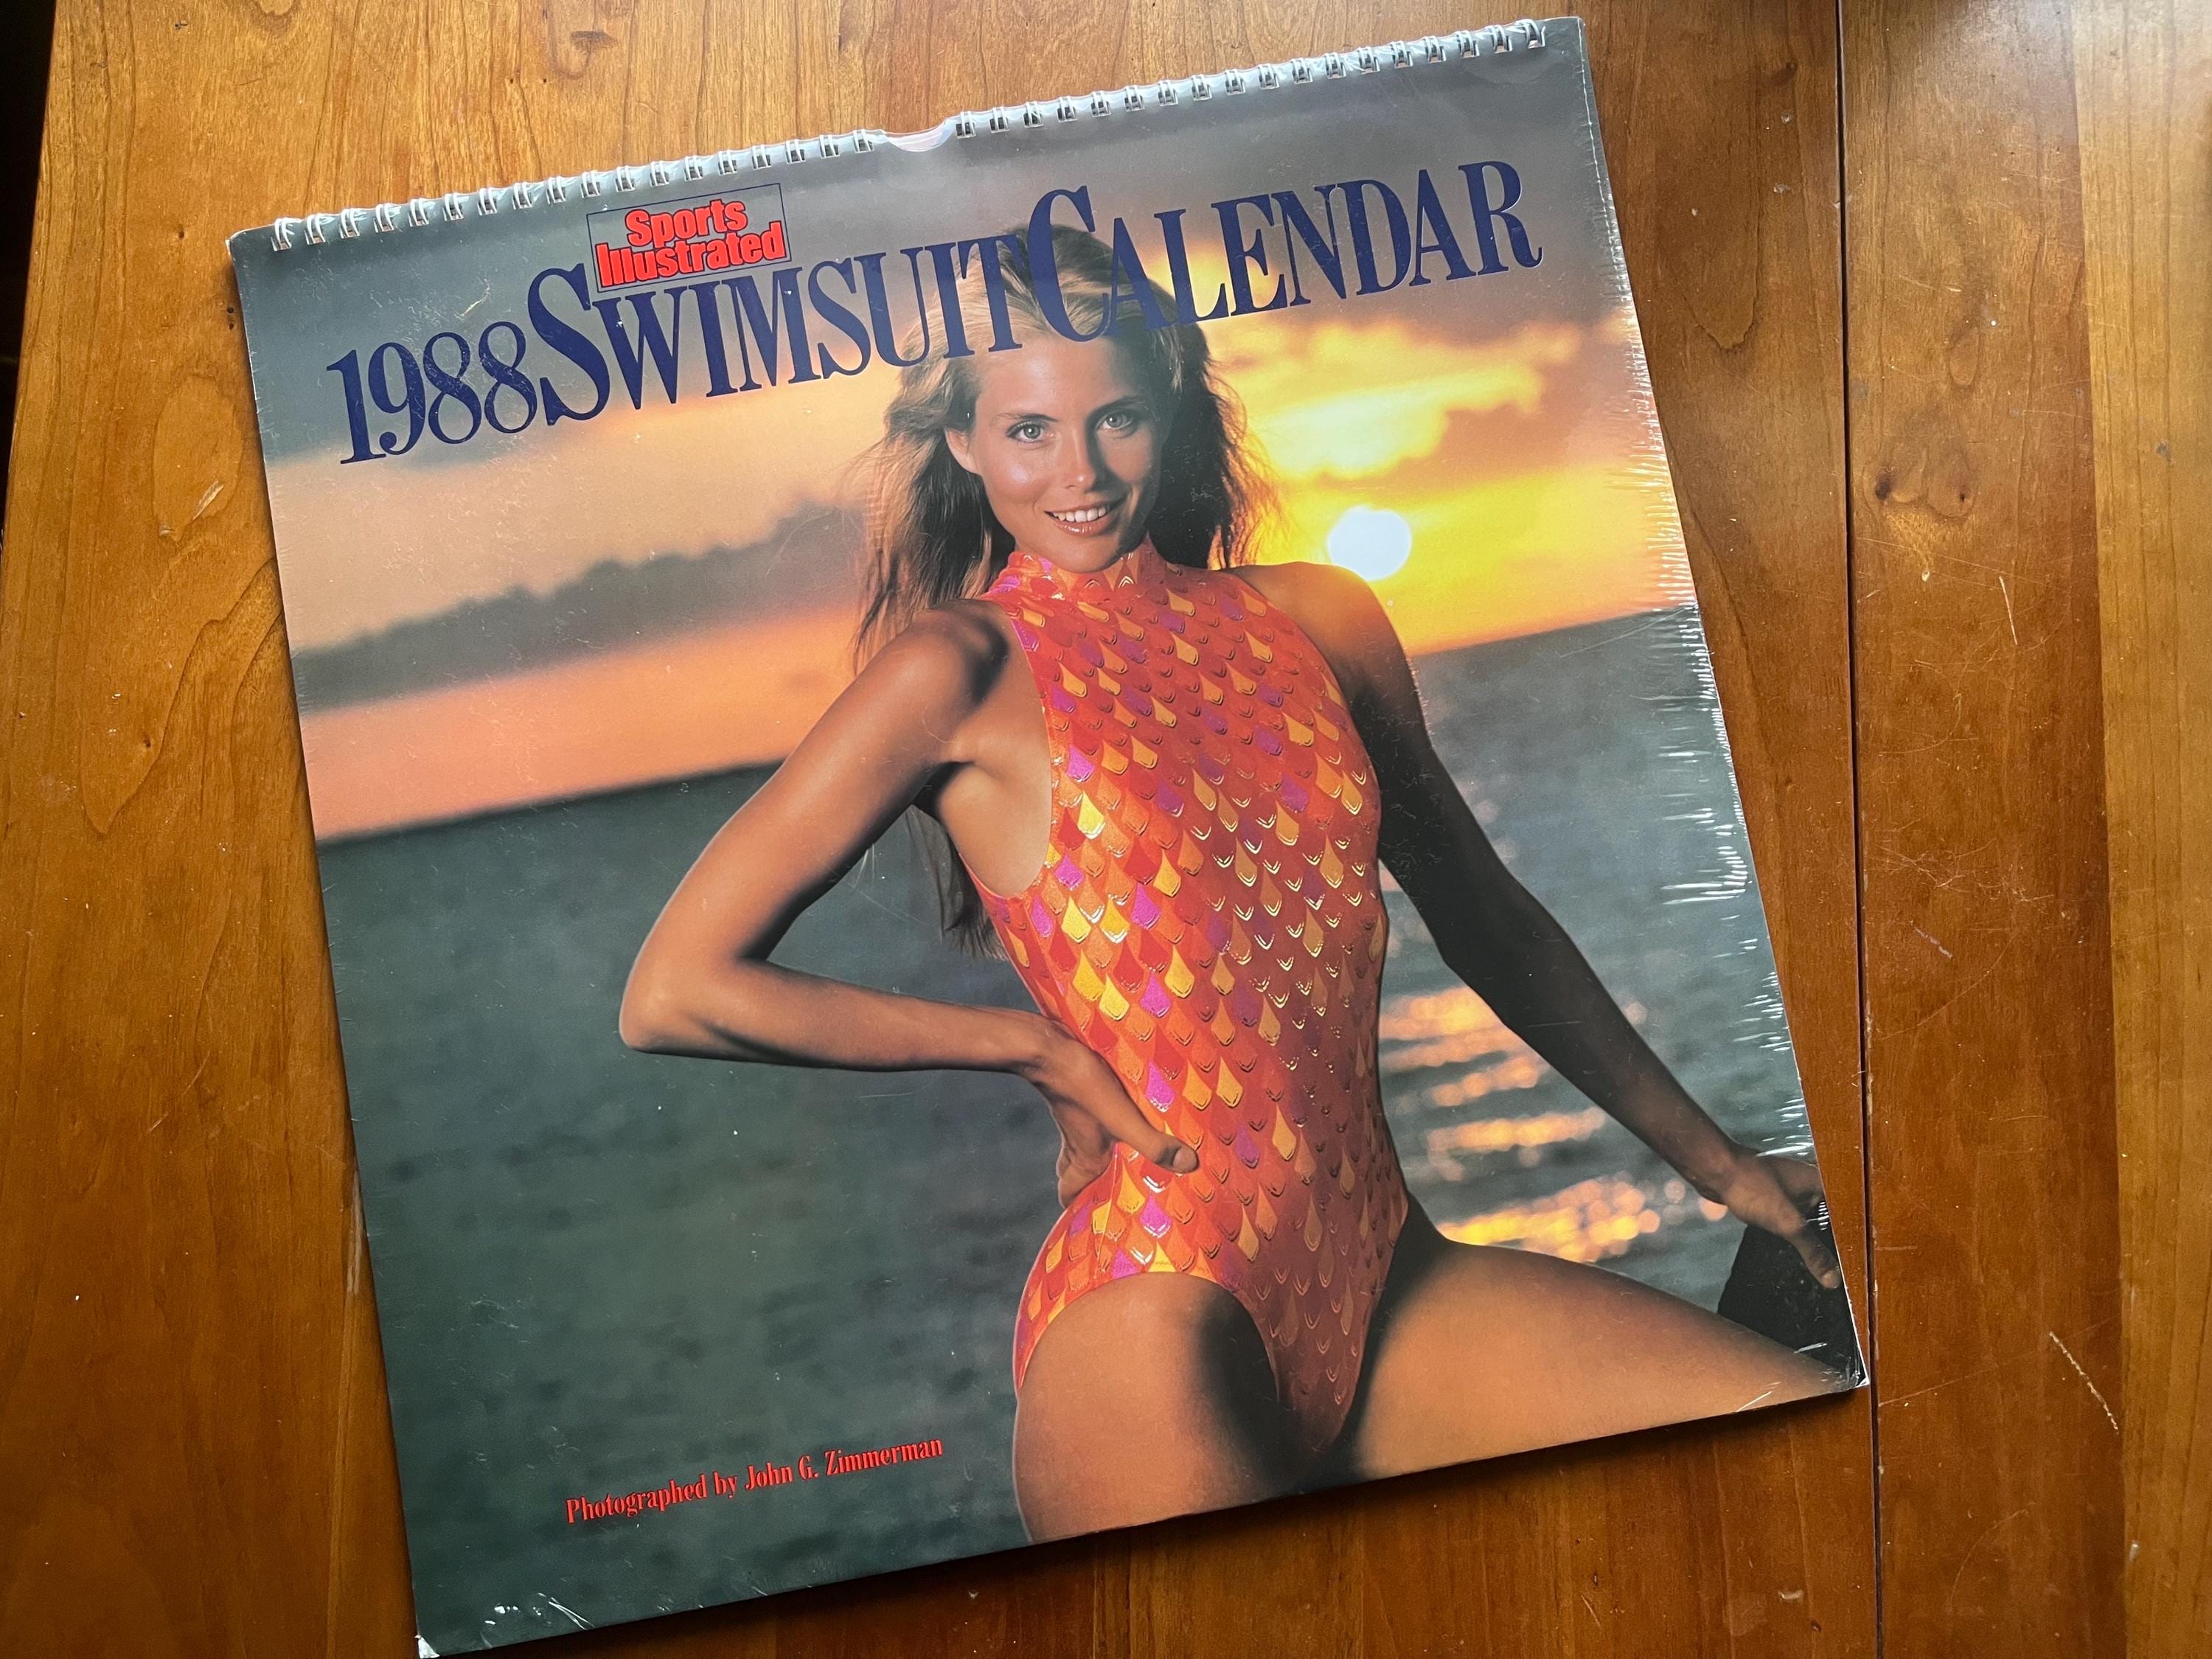 Sports
Illustrated
1988 SWIMSUIT CALENDAR
Photographed by John G. Zimmerman